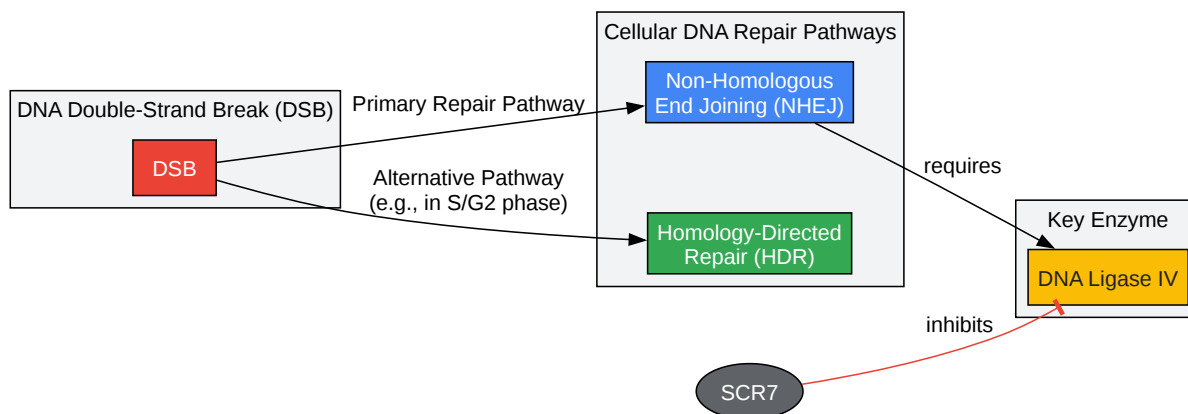 Cellular DNA Repair Pathways
Non-Homologous
End Joining (NHEJ)
DNA Double-Strand Break (DSB)
Primary Repair Pathway
DSB
Alternative Pathway
(e.g., in S/G2 phase)
requires
Homology-Directed
Repair (HDR)
Key Enzyme
DNA Ligase IV
inhibits
SCR7